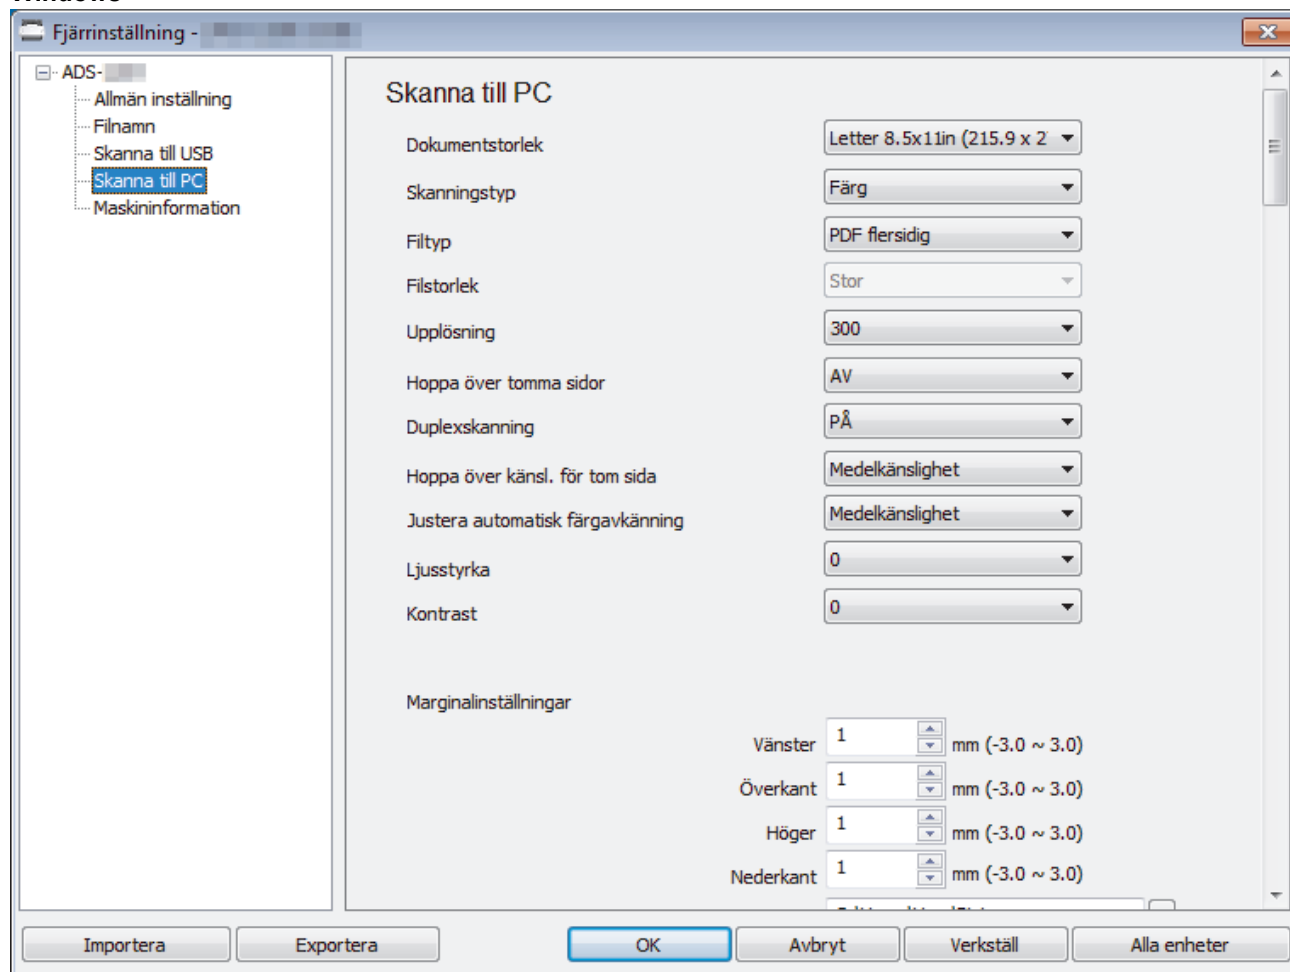 Fjärrinställning -
ADS-
Allmän inställning
Filnamn
Skanna till USB
Skanna till PC
Maskininformation
Skanna till PC
Dokumentstorlek Letter 8.5x11in (215.9 x 2
Skanningstyp Färg
Filtyp PDF flersidig
Filstorlek Stor
Upplösning 300
Hoppa över tomma sidor AV
Duplexskanning PÅ
Hoppa över känsl. för tom sida Medelkänslighet
Justera automatisk färgavkänning Medelkänslighet
Ljusstyrka 0
Kontrast 0
Marginalinställningar
Vänster 1 mm (-3.0 ~ 3.0)
Överkant 1 mm (-3.0 ~ 3.0)
Höger 1 mm (-3.0 ~ 3.0)
Nederkant 1 mm (-3.0 ~ 3.0)
Importera Exportera OK Avbryt Verkställ Alla enheter